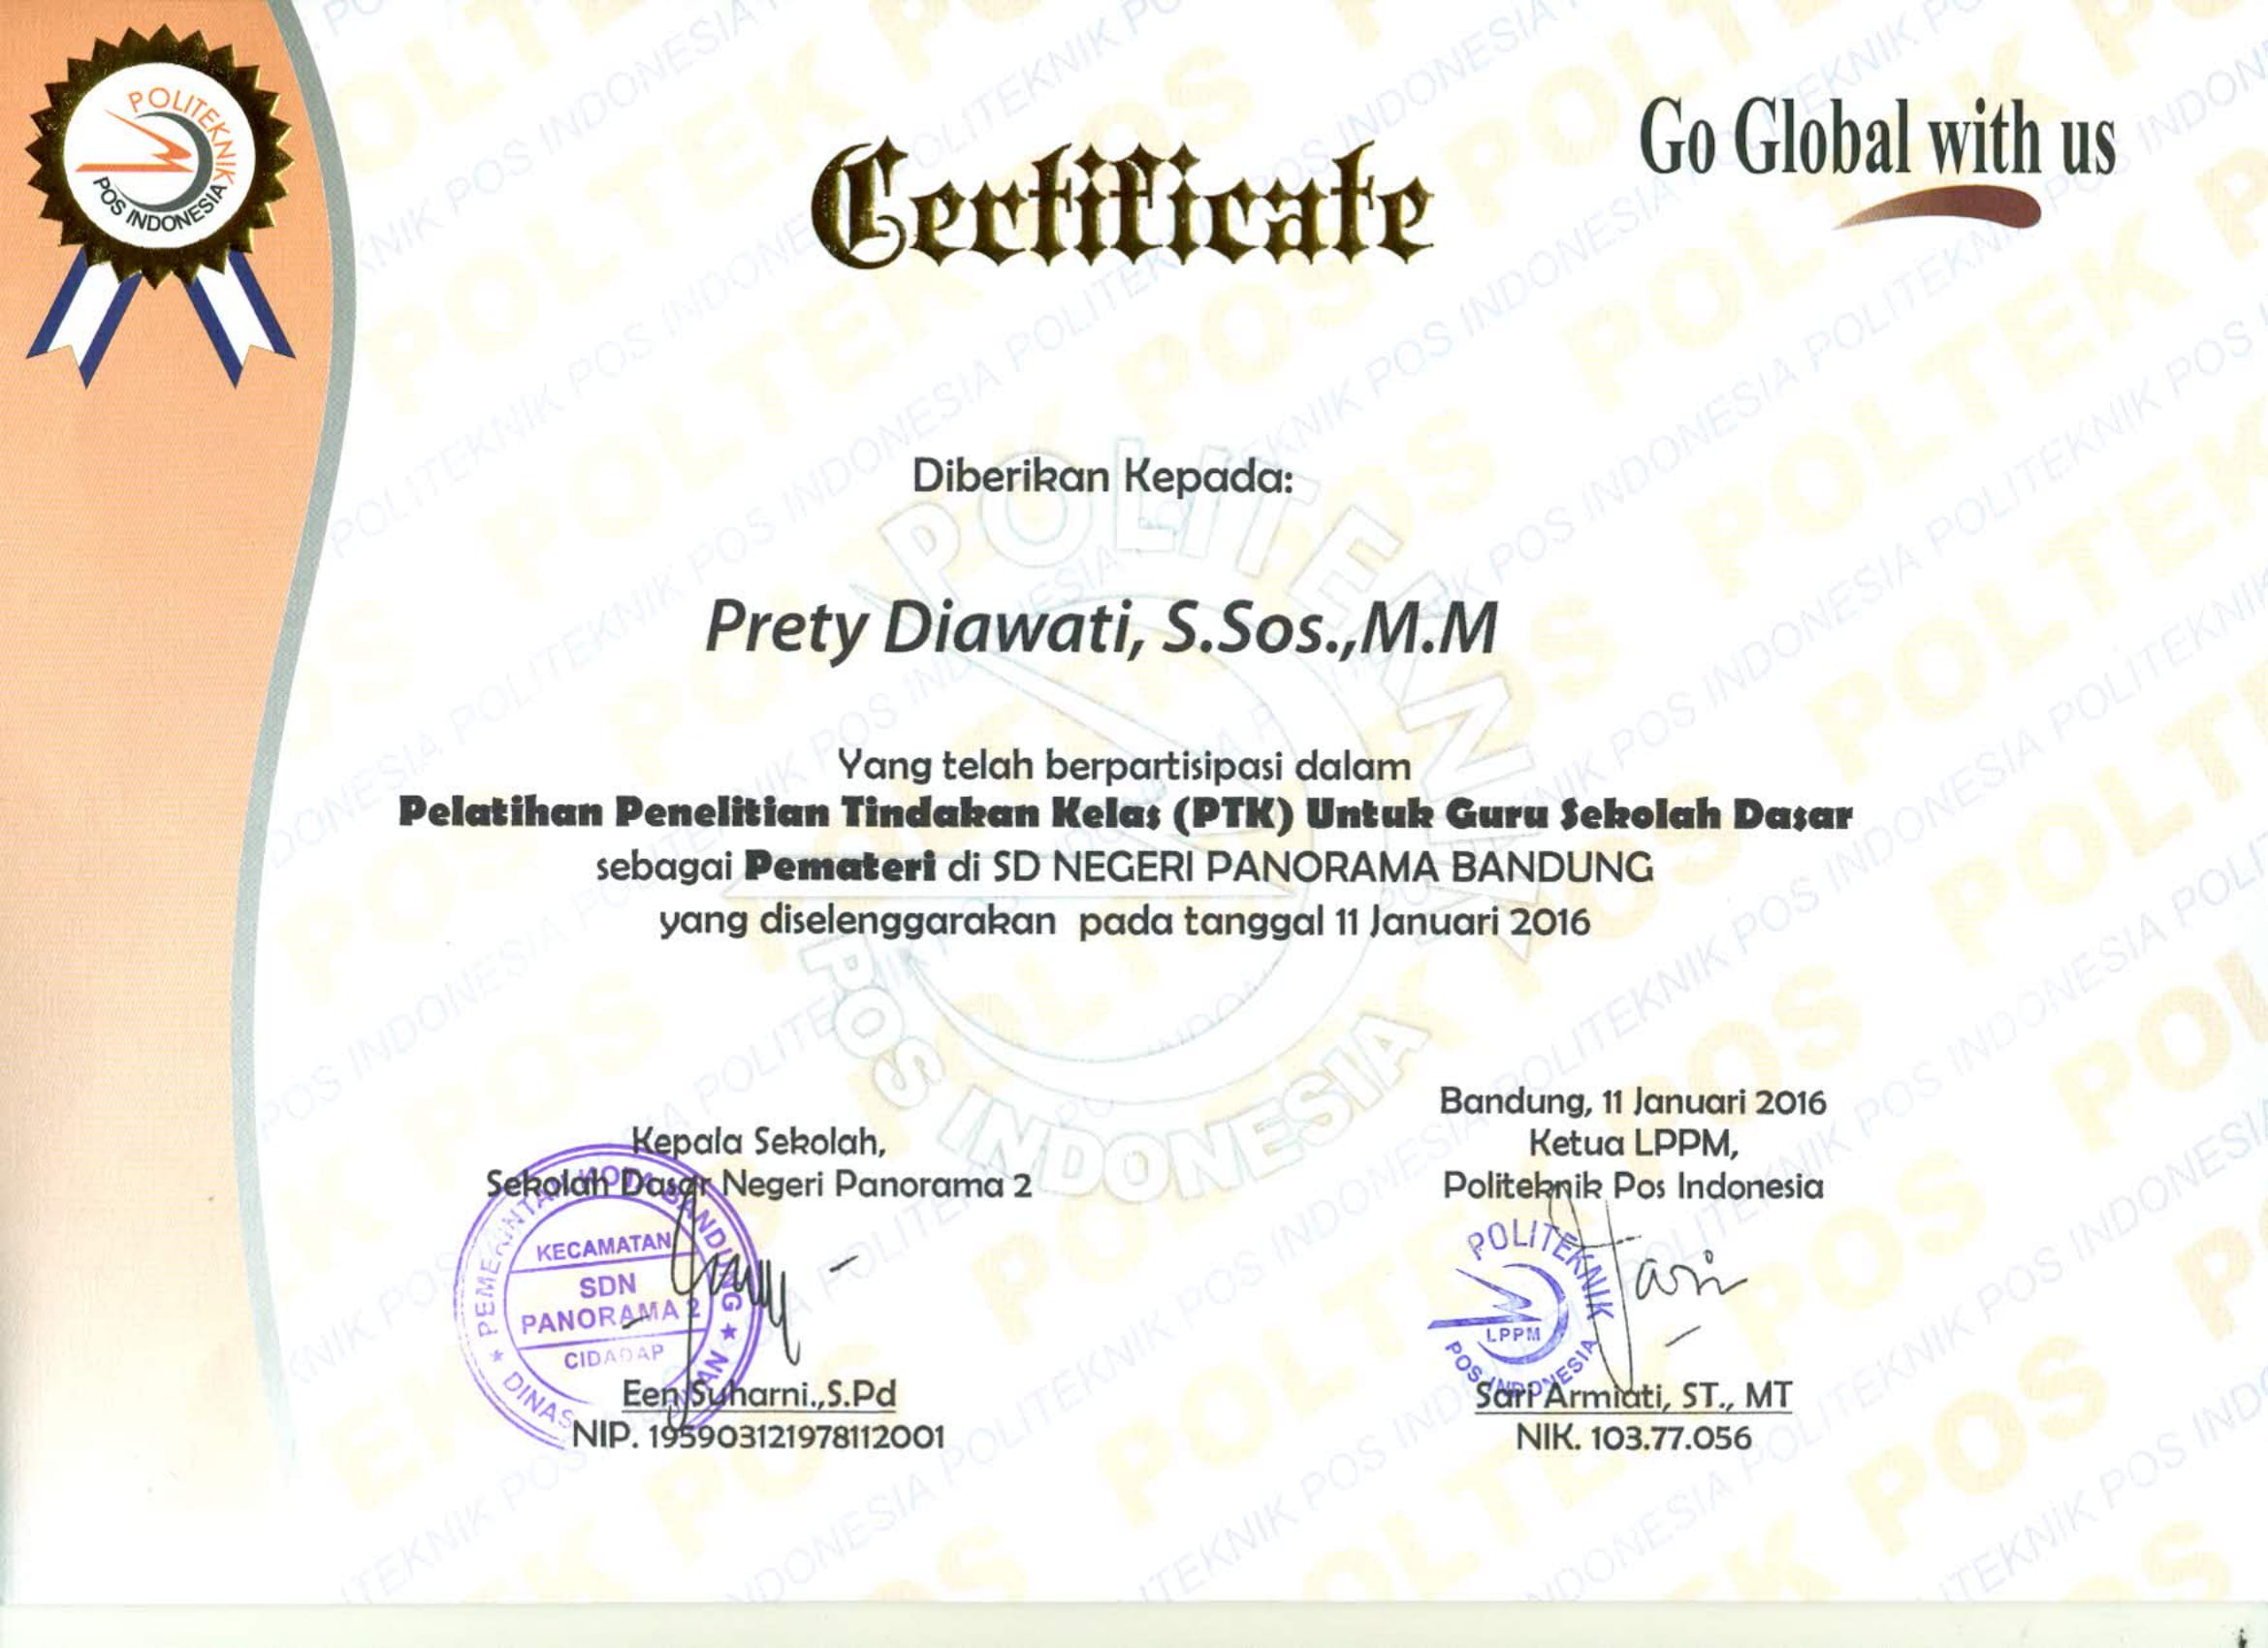 POLITEKNIK
POS INDONESIA
Certificate
Go Global with us
Diberikan Kepada:
Prety Diawati, S.Sos.,M.M
Yang telah berpartisipasi dalam
Pelatihan Penelitian Tindakan Kelas (PTK) Untuk Guru Sekolah Dasar
sebagai Pemateri di SD NEGERI PANORAMA BANDUNG
yang diselenggarakan pada tanggal 11 Januari 2016
Kepala Sekolah,
Sekolah Dasar Negeri Panorama 2
PEMERINTAH KOTA BANDUNG
KECAMATAN
SDN
PANORAMA 2
CIDADAP
DINAS
Een Suharni.,S.Pd
NIP. 195903121978112001
Bandung, 11 Januari 2016
Ketua LPPM,
Politeknik Pos Indonesia
POLITEKNIK
LPPM
POS INDONESIA
Sari Armiati, ST., MT
NIK. 103.77.056